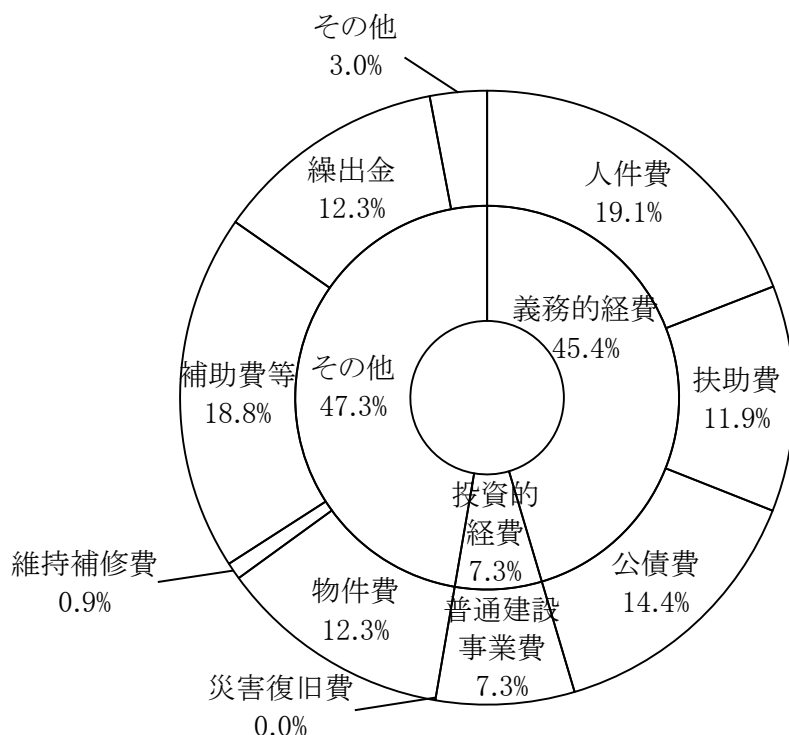 その他
3.0%
人件費
19.1%
繰出金
12.3%
義務的経費
45.4%
扶助費
11.9%
その他
47.3%
補助費等
18.8%
投資的
経費
7.3%
公債費
14.4%
維持補修費
0.9%
物件費
12.3%
普通建設
事業費
7.3%
災害復旧費
0.0%